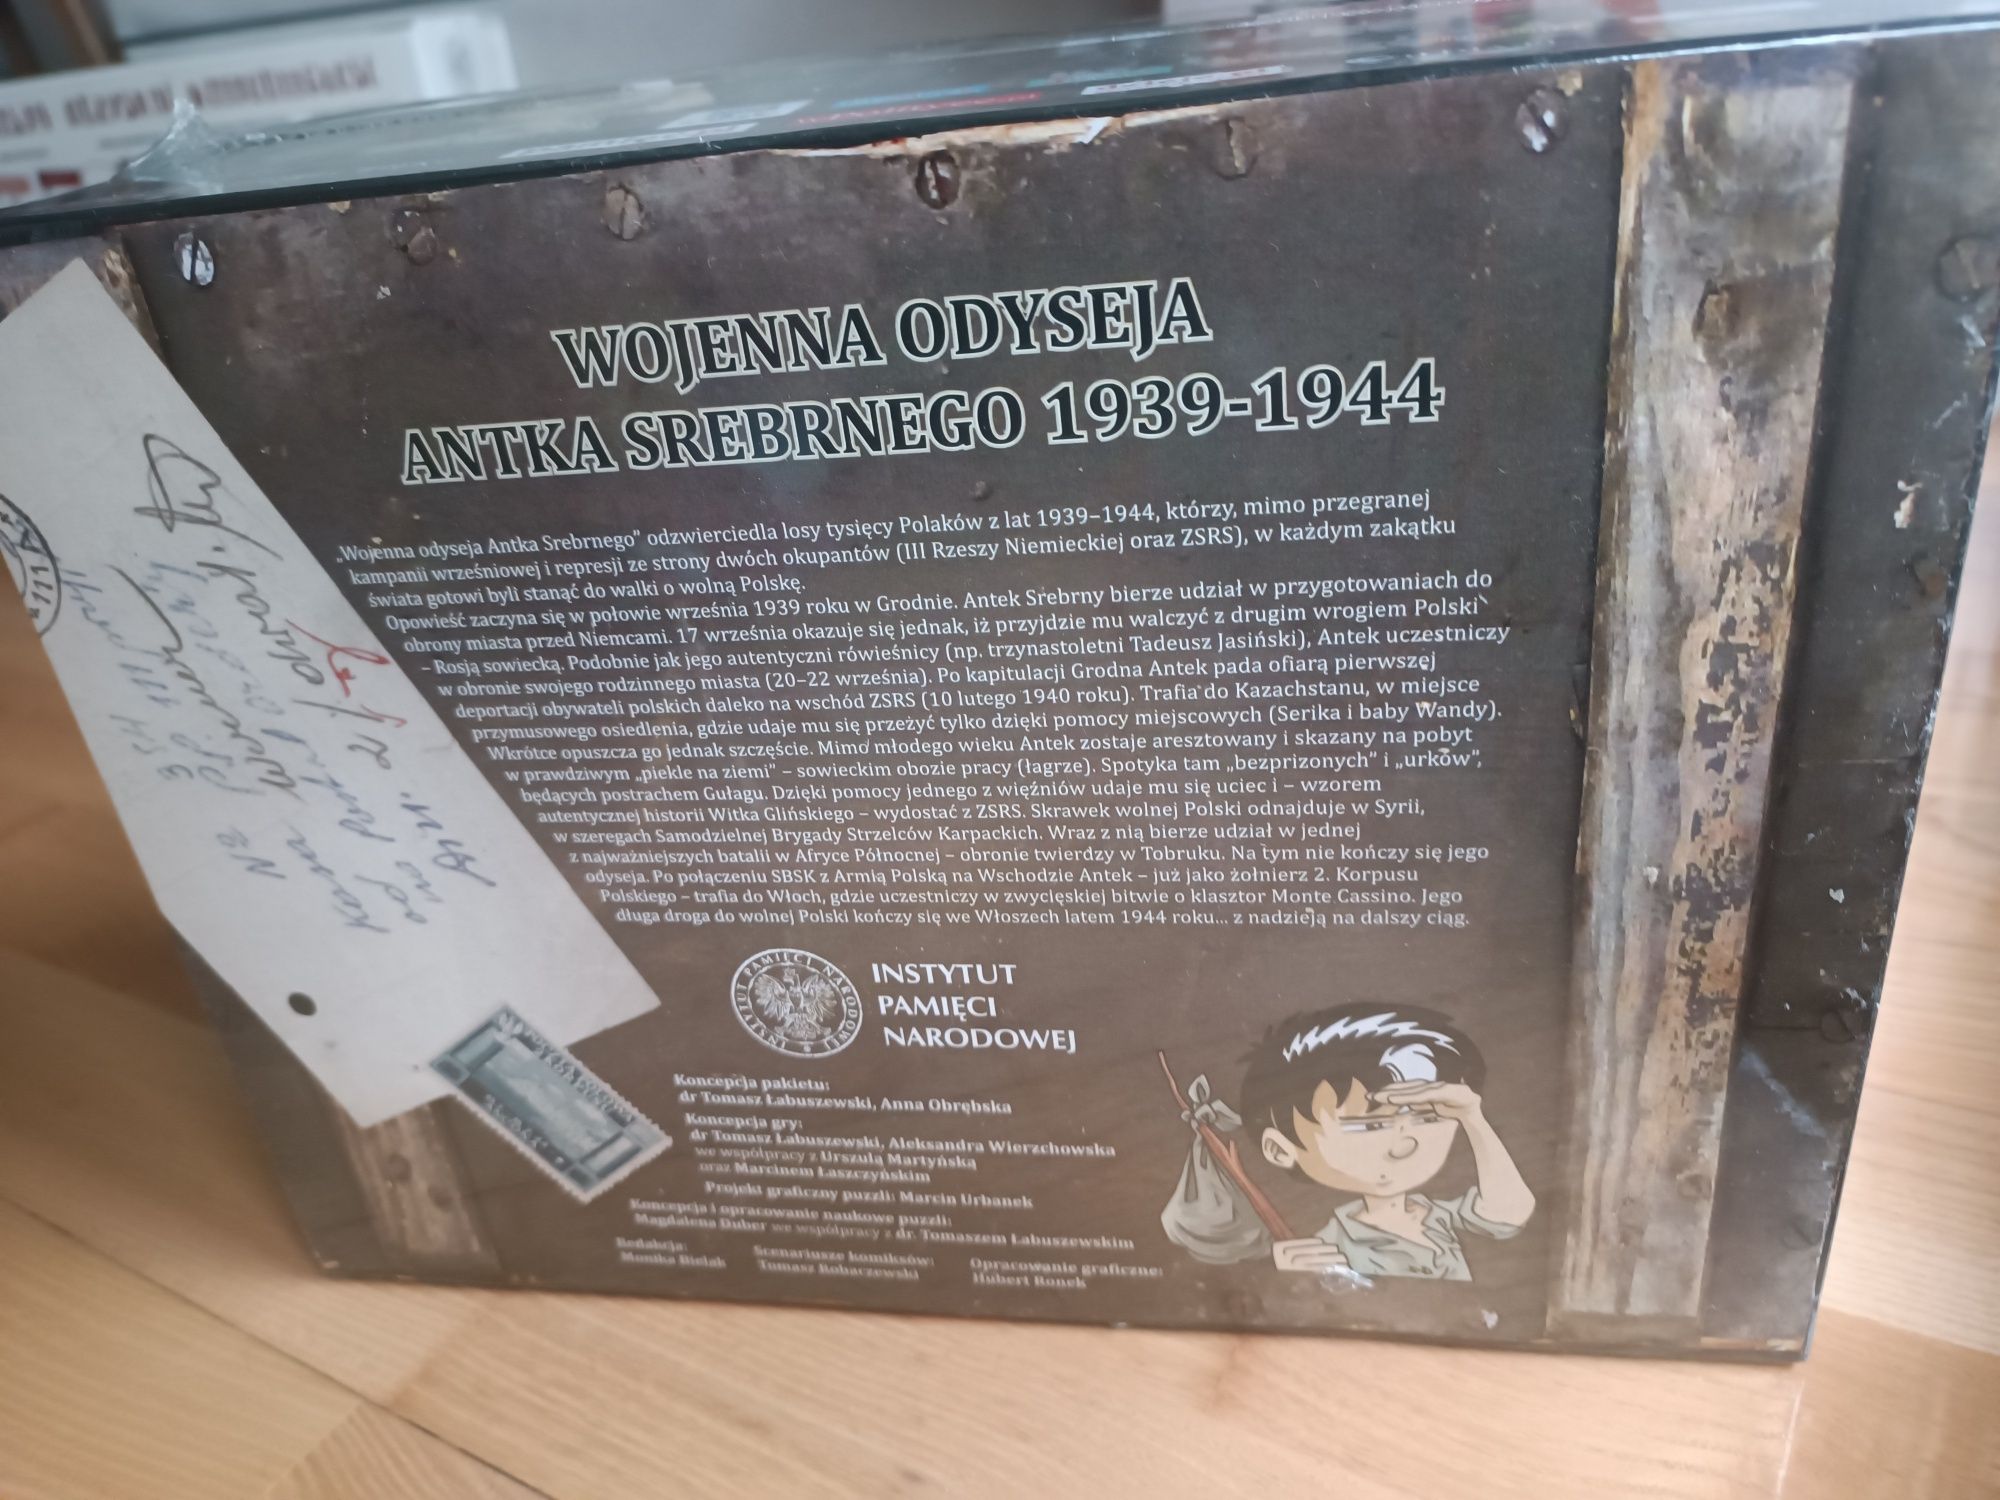 WOJENNA ODYSEJA
ANTKA SREBRNEGO 1939-1944
„Wojenna odyseja Antka Srebrnego” odzwierciedla losy tysięcy Polaków z lat 1939–1944, którzy, mimo przegranej
kampanii wrześniowej i represji ze strony dwóch okupantów (III Rzeszy Niemieckiej oraz ZSRS), w każdym zakątku
świata gotowi byli stanąć do walki o wolną Polskę.
Opowieść zaczyna się w połowie września 1939 roku w Grodnie. Antek Srebrny bierze udział w przygotowaniach do
obrony miasta przed Niemcami. 17 września okazuje się jednak, iż przyjdzie mu walczyć z drugim wrogiem Polski
– Rosją sowiecką. Podobnie jak jego autentyczni rówieśnicy (np. trzynastoletni Tadeusz Jasiński), Antek uczestniczy
w obronie swojego rodzinnego miasta (20–22 września). Po kapitulacji Grodna Antek pada ofiarą pierwszej
deportacji obywateli polskich daleko na wschód ZSRS (10 lutego 1940 roku). Trafia do Kazachstanu, w miejsce
przymusowego osiedlenia, gdzie udaje mu się przeżyć tylko dzięki pomocy miejscowych (Serika i baby Wandy).
Wkrótce opuszcza go jednak szczęście. Mimo młodego wieku Antek zostaje aresztowany i skazany na pobyt
w prawdziwym „piekle na ziemi” – sowieckim obozie pracy (łagrze). Spotyka tam „bezprizonych” i „urków”,
będących postrachem Gułagu. Dzięki pomocy jednego z więźniów udaje mu się uciec i – wzorem
autentycznej historii Witka Glińskiego – wydostać z ZSRS. Skrawek wolnej Polski odnajduje w Syrii,
w szeregach Samodzielnej Brygady Strzelców Karpackich. Wraz z nią bierze udział w jednej
z najważniejszych batalii w Afryce Północnej – obronie twierdzy w Tobruku. Na tym nie kończy się jego
odyseja. Po połączeniu SBSK z Armią Polską na Wschodzie Antek – już jako żołnierz 2. Korpusu
Polskiego – trafia do Włoch, gdzie uczestniczy w zwycięskiej bitwie o klasztor Monte Cassino. Jego
długa droga do wolnej Polski kończy się we Włoszech latem 1944 roku... z nadzieją na dalszy ciąg.
INSTYTUT PAMIĘCI NARODOWEJ
INSTYTUT
PAMIĘCI
NARODOWEJ
Koncepcja pakietu:
dr Tomasz Łabuszewski, Anna Obrębska
Koncepcja gry:
dr Tomasz Łabuszewski, Aleksandra Wierzchowska
we współpracy z Urszulą Martyńską
oraz Marcinem Łaszczyńskim
Projekt graficzny puzzli: Marcin Urbanek
Koncepcja i opracowanie naukowe puzzli:
Magdalena Duber we współpracy z dr. Tomaszem Łabuszewskim
Redakcja:
Monika Bielak
Scenariusze komiksów:
Tomasz Robaczewski
Opracowanie graficzne:
Hubert Ronek